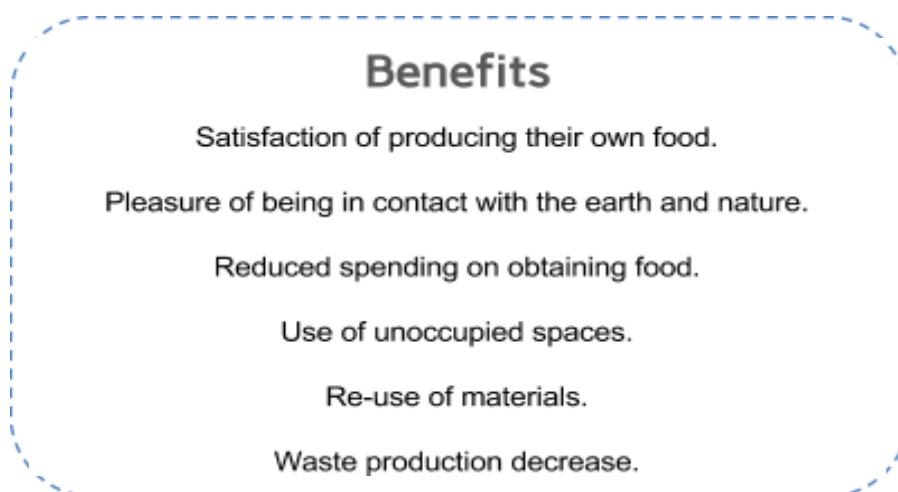 Benefits
Satisfaction of producing their own food.
Pleasure of being in contact with the earth and nature.
Reduced spending on obtaining food.
Use of unoccupied spaces.
Re-use of materials.
Waste production decrease.